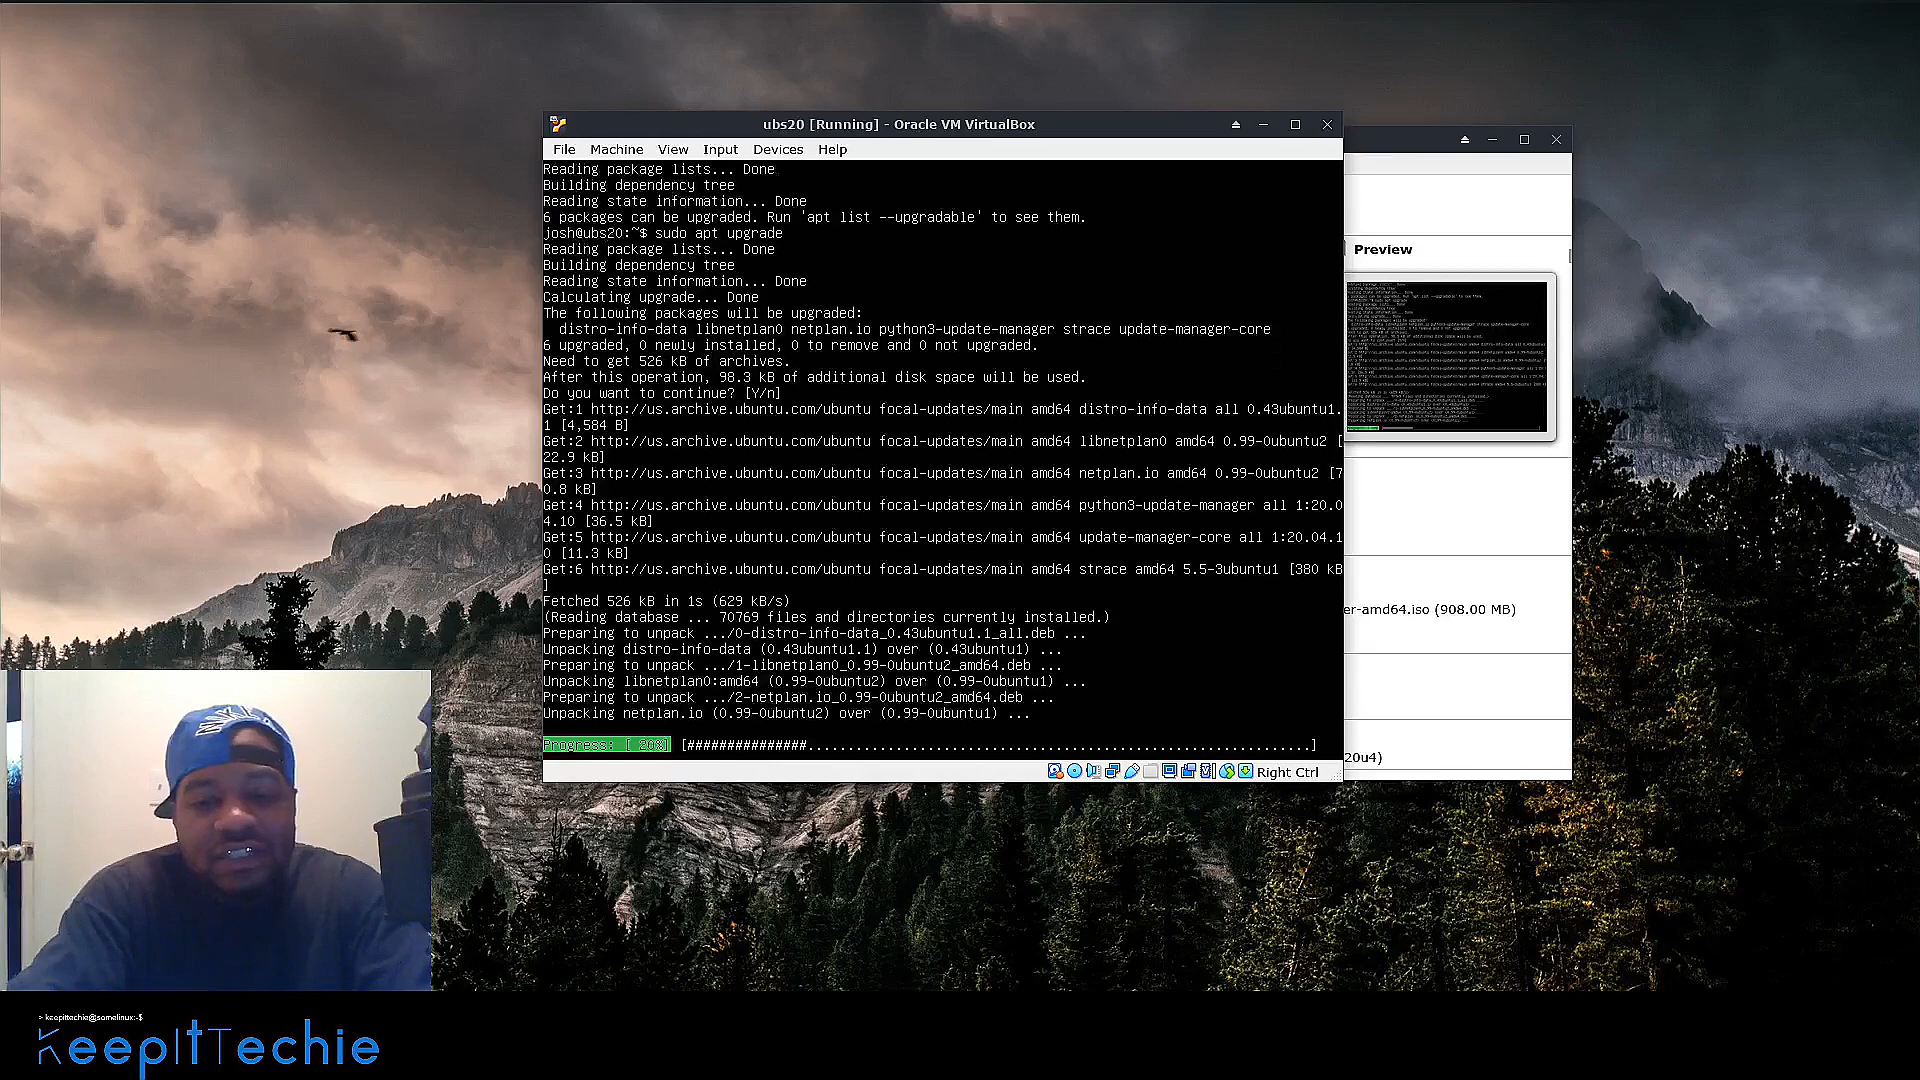 ubs20 [Running] - Oracle VM VirtualBox
File Machine View Input Devices Help
Reading package lists... Done
Building dependency tree
Reading state information... Done
6 packages can be upgraded. Run 'apt list --upgradable' to see them.
josh@ubs20:~$ sudo apt upgrade
Reading package lists... Done
Building dependency tree
Reading state information... Done
Calculating upgrade... Done
The following packages will be upgraded:
distro-info-data libnetplan0 netplan.io python3-update-manager strace update-manager-core
6 upgraded, 0 newly installed, 0 to remove and 0 not upgraded.
Need to get 526 kB of archives.
After this operation, 98.3 kB of additional disk space will be used.
Do you want to continue? [Y/n]
Get:1 http://us.archive.ubuntu.com/ubuntu focal-updates/main amd64 distro-info-data all 0.43ubuntu1.
1 [4,584 B]
Get:2 http://us.archive.ubuntu.com/ubuntu focal-updates/main amd64 libnetplan0 amd64 0.99-0ubuntu2 [
22.9 kB]
Get:3 http://us.archive.ubuntu.com/ubuntu focal-updates/main amd64 netplan.io amd64 0.99-0ubuntu2 [7
0.8 kB]
Get:4 http://us.archive.ubuntu.com/ubuntu focal-updates/main amd64 python3-update-manager all 1:20.0
4.10 [36.5 kB]
Get:5 http://us.archive.ubuntu.com/ubuntu focal-updates/main amd64 update-manager-core all 1:20.04.1
0 [11.3 kB]
Get:6 http://us.archive.ubuntu.com/ubuntu focal-updates/main amd64 strace amd64 5.5-3ubuntu1 [380 kB
]
Fetched 526 kB in 1s (629 kB/s)
(Reading database ... 70769 files and directories currently installed.)
Preparing to unpack .../0-distro-info-data_0.43ubuntu1.1_all.deb ...
Unpacking distro-info-data (0.43ubuntu1.1) over (0.43ubuntu1) ...
Preparing to unpack .../1-libnetplan0_0.99-0ubuntu2_amd64.deb ...
Unpacking libnetplan0:amd64 (0.99-0ubuntu2) over (0.99-0ubuntu1) ...
Preparing to unpack .../2-netplan.io_0.99-0ubuntu2_amd64.deb ...
Unpacking netplan.io (0.99-0ubuntu2) over (0.99-0ubuntu1) ...
Progress: [ 20%] [###############...............................................................]
Right Ctrl
Preview
er-amd64.iso (908.00 MB)
20u4)
> keepittechie@somelinux:~$
KeepItTechie